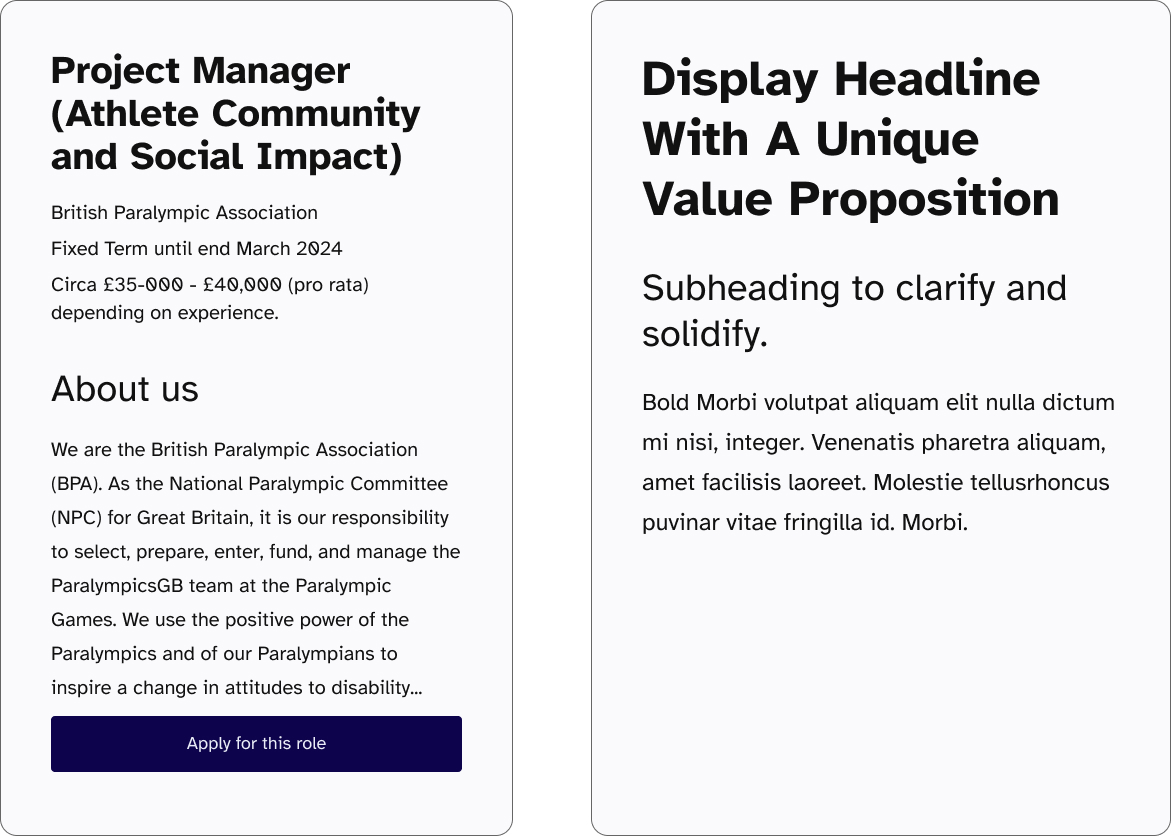 Project Manager
(Athlete Community
and Social Impact)
British Paralympic Association
Fixed Term until end March 2024
Circa £35-000 - £40,000 (pro rata)
depending on experience.
About us
We are the British Paralympic Association
(BPA). As the National Paralympic Committee
(NPC) for Great Britain, it is our responsibility
to select, prepare, enter, fund, and manage the
ParalympicsGB team at the Paralympic
Games. We use the positive power of the
Paralympics and of our Paralympians to
inspire a change in attitudes to disability...
Apply for this role
Display Headline
With A Unique
Value Proposition
Subheading to clarify and
solidify.
Bold Morbi volutpat aliquam elit nulla dictum
mi nisi, integer. Venenatis pharetra aliquam,
amet facilisis laoreet. Molestie tellusrhoncus
puvinar vitae fringilla id. Morbi.